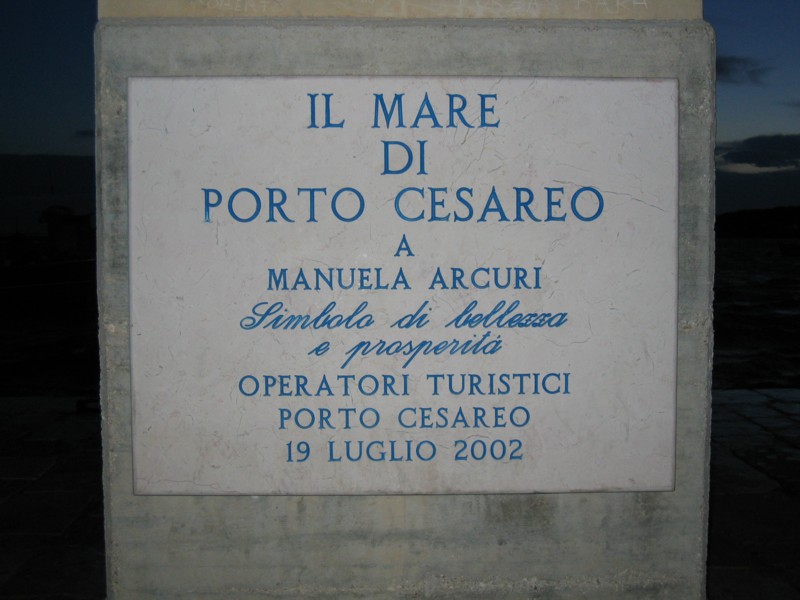 IL MARE
DI
PORTO CESAREO
A
MANUELA ARCURI
Simbolo di bellezza
e prosperità
OPERATORI TURISTICI
PORTO CESAREO
19 LUGLIO 2002